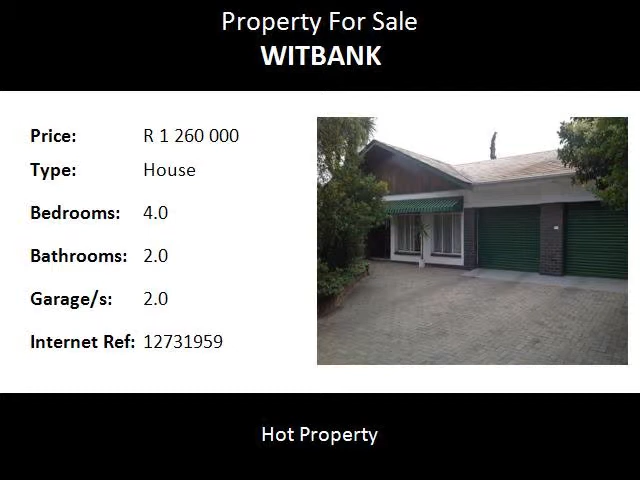 Property For Sale
WITBANK
Price: R 1 260 000
Type: House
Bedrooms: 4.0
Bathrooms: 2.0
Garage/s: 2.0
Internet Ref: 12731959
Hot Property